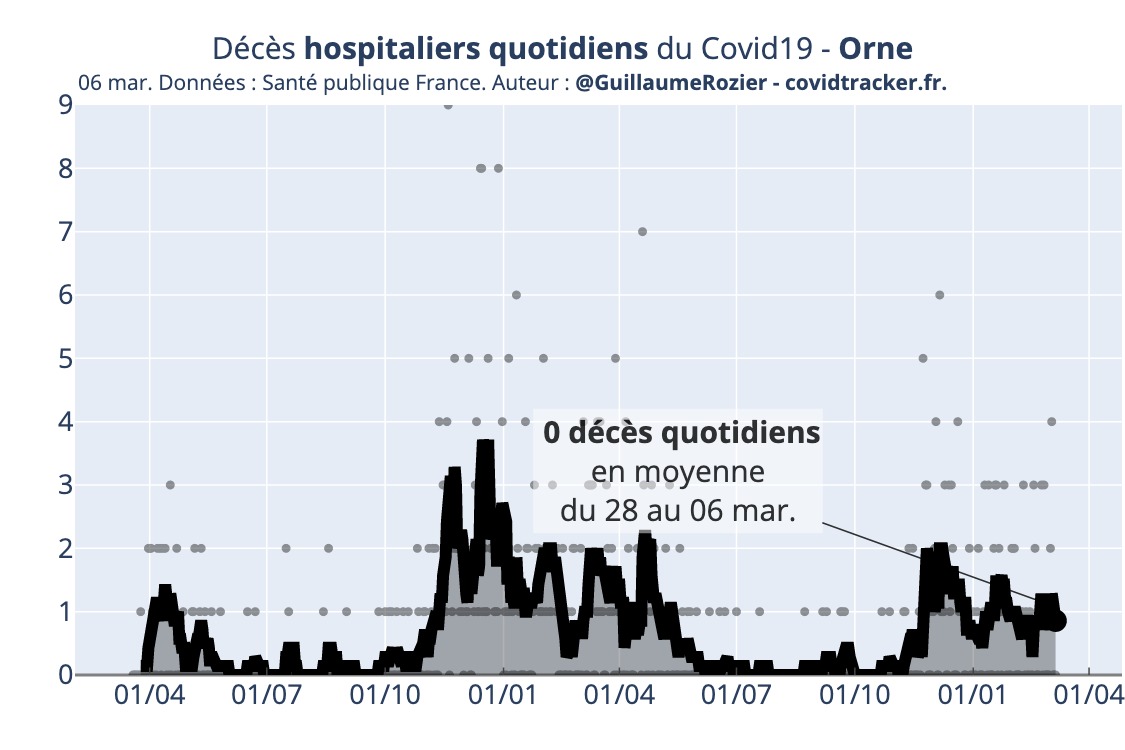 Décès hospitaliers quotidiens du Covid19 - Orne
06 mar. Données : Santé publique France. Auteur : @GuillaumeRozier - covidtracker.fr.
9
8
7
6
5
4
3
2
1
0
0 décès quotidiens
en moyenne
du 28 au 06 mar.
01/04 01/07 01/10 01/01 01/04 01/07 01/10 01/01 01/04